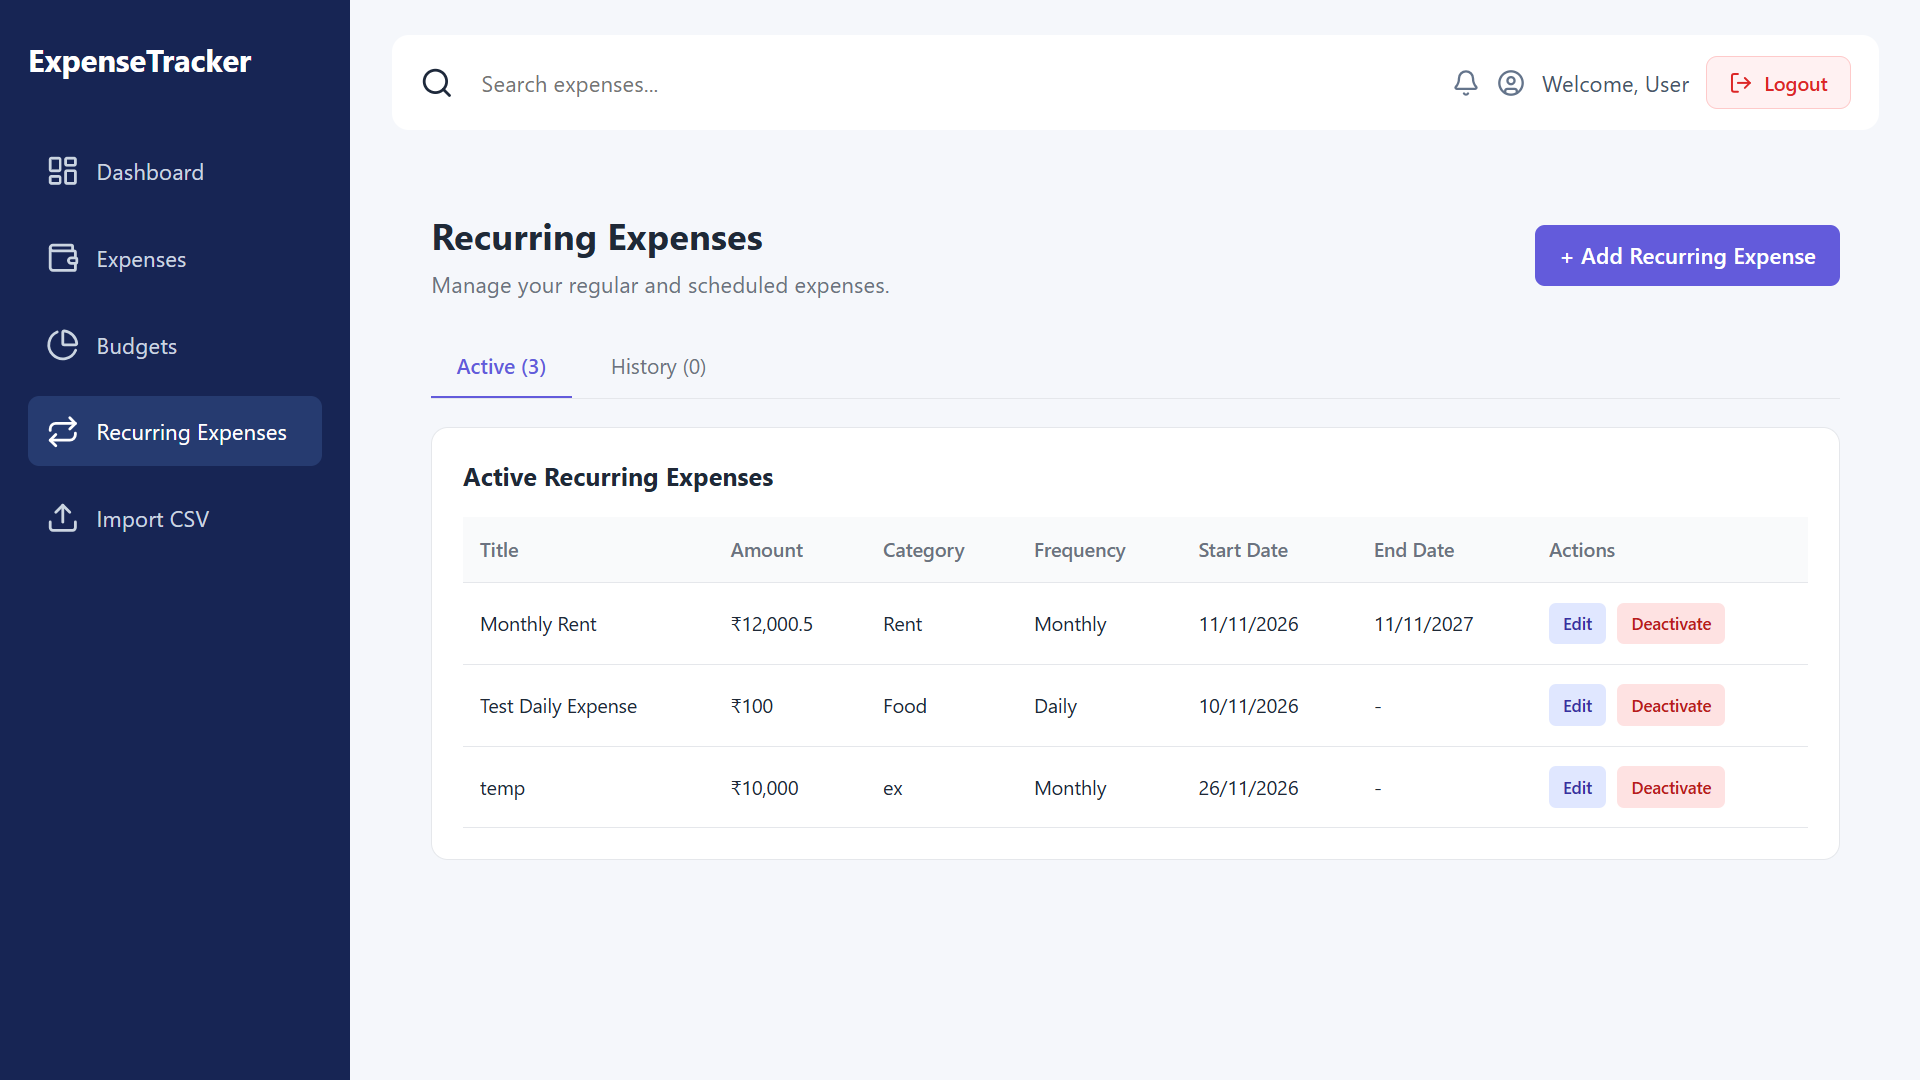 ExpenseTracker
Dashboard
Expenses
Budgets
Recurring Expenses
Import CSV
Search expenses...
Welcome, User
Logout
Recurring Expenses
Manage your regular and scheduled expenses.
+ Add Recurring Expense
Active (3) History (0)
Active Recurring Expenses
Title Amount Category Frequency Start Date End Date Actions
Monthly Rent ₹12,000.5 Rent Monthly 11/11/2026 11/11/2027 Edit Deactivate
Test Daily Expense ₹100 Food Daily 10/11/2026 - Edit Deactivate
temp ₹10,000 ex Monthly 26/11/2026 - Edit Deactivate